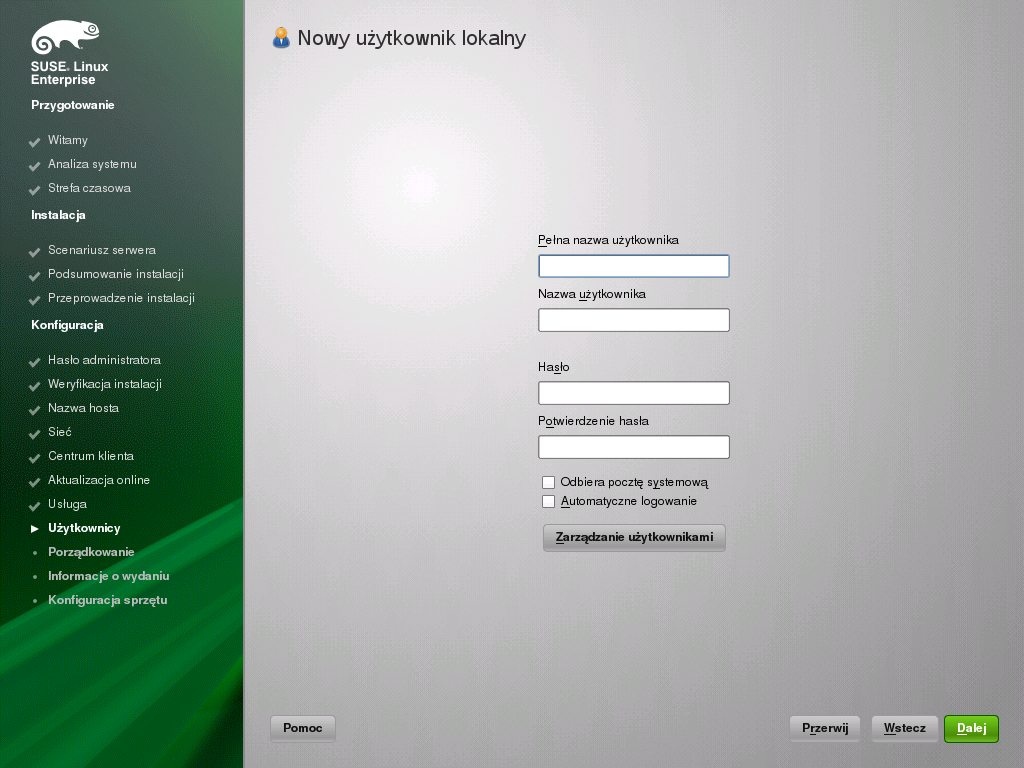 SUSE. Linux
Enterprise
Przygotowanie
Witamy
Analiza systemu
Strefa czasowa
Instalacja
Scenariusz serwera
Podsumowanie instalacji
Przeprowadzenie instalacji
Konfiguracja
Hasło administratora
Weryfikacja instalacji
Nazwa hosta
Sieć
Centrum klienta
Aktualizacja online
Usługa
Użytkownicy
Porządkowanie
Informacje o wydaniu
Konfiguracja sprzętu
Nowy użytkownik lokalny
Pełna nazwa użytkownika
Nazwa użytkownika
Hasło
Potwierdzenie hasła
Odbiera pocztę systemową
Automatyczne logowanie
Zarządzanie użytkownikami
Pomoc
Przerwij
Wstecz
Dalej